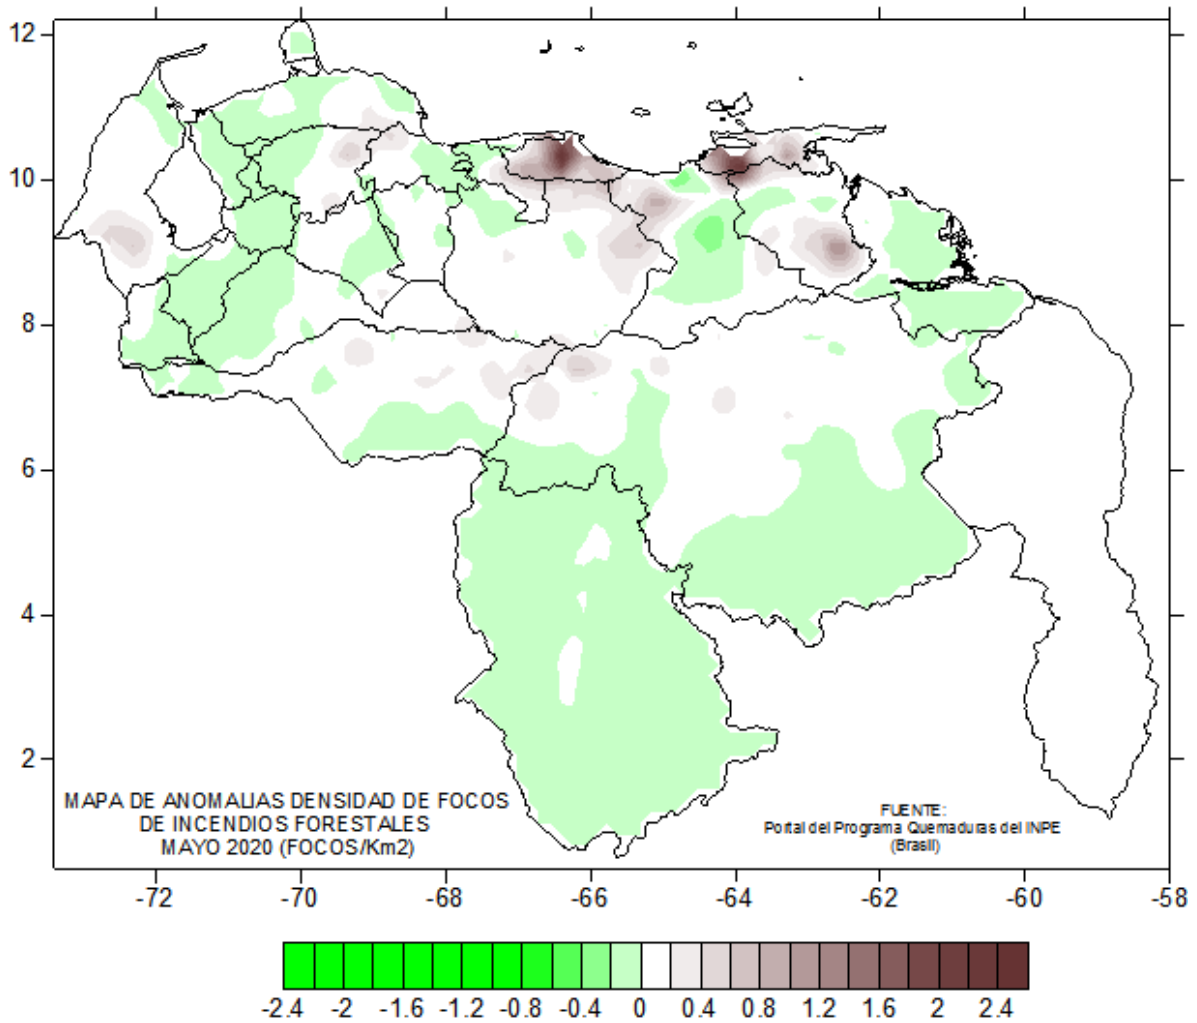 12
10
8
6
4
2
MAPA DE ANOMALIAS DENSIDAD DE FOCOS
DE INCENDIOS FORESTALES
MAYO 2020 (FOCOS/Km2)
FUENTE:
Portal del Programa Quemaduras del INPE
(Brasil)
-72 -70 -68 -66 -64 -62 -60 -58
-2.4 -2 -1.6 -1.2 -0.8 -0.4 0 0.4 0.8 1.2 1.6 2 2.4